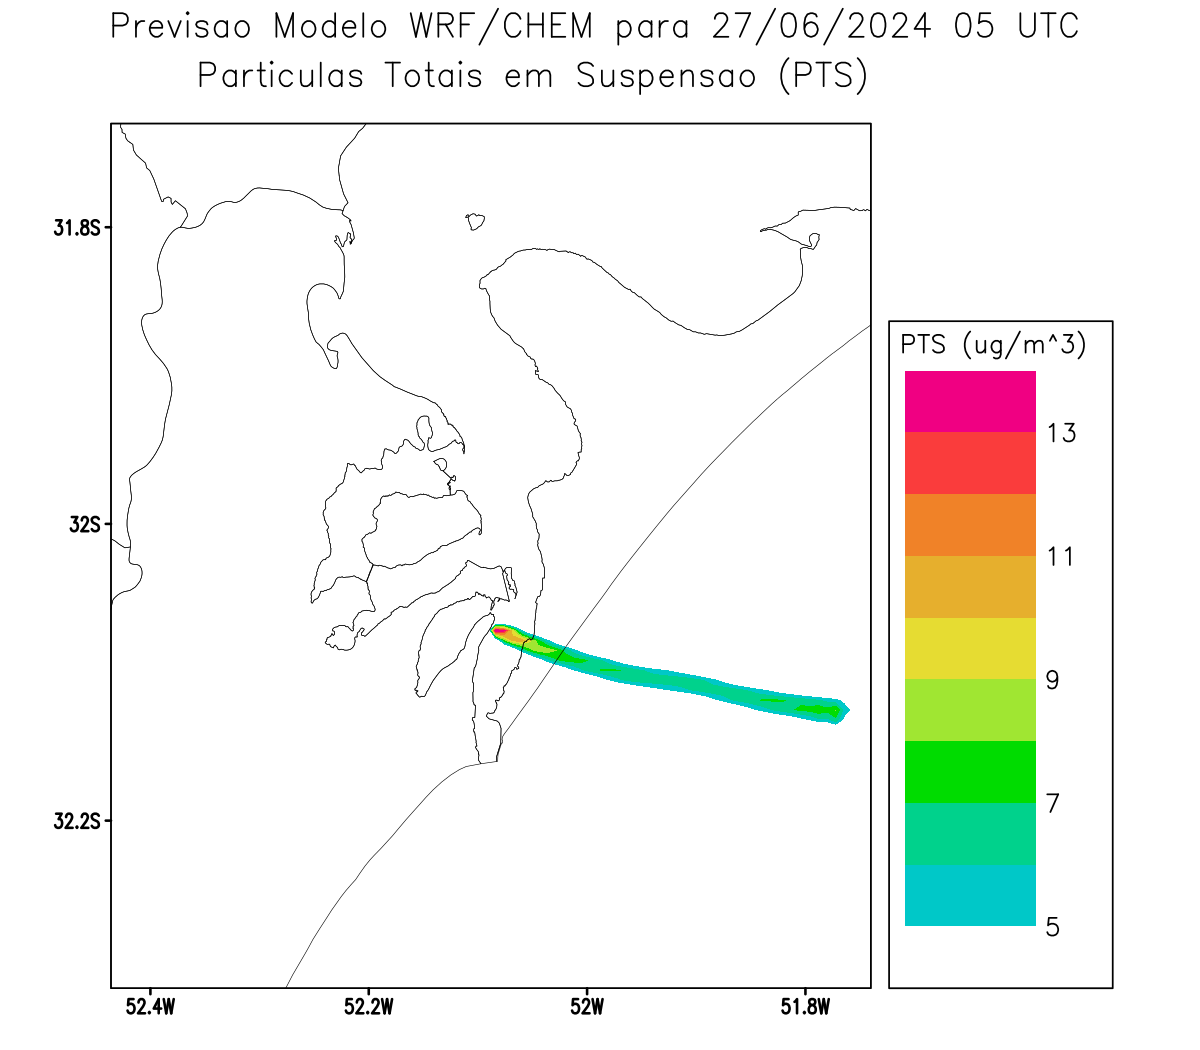 Previsao Modelo WRF/CHEM para 27/06/2024 05 UTC
Particulas Totais em Suspensao (PTS)
31.8S
32S
32.2S
52.4W
52.2W
52W
51.8W
PTS (ug/m^3)
13
11
9
7
5